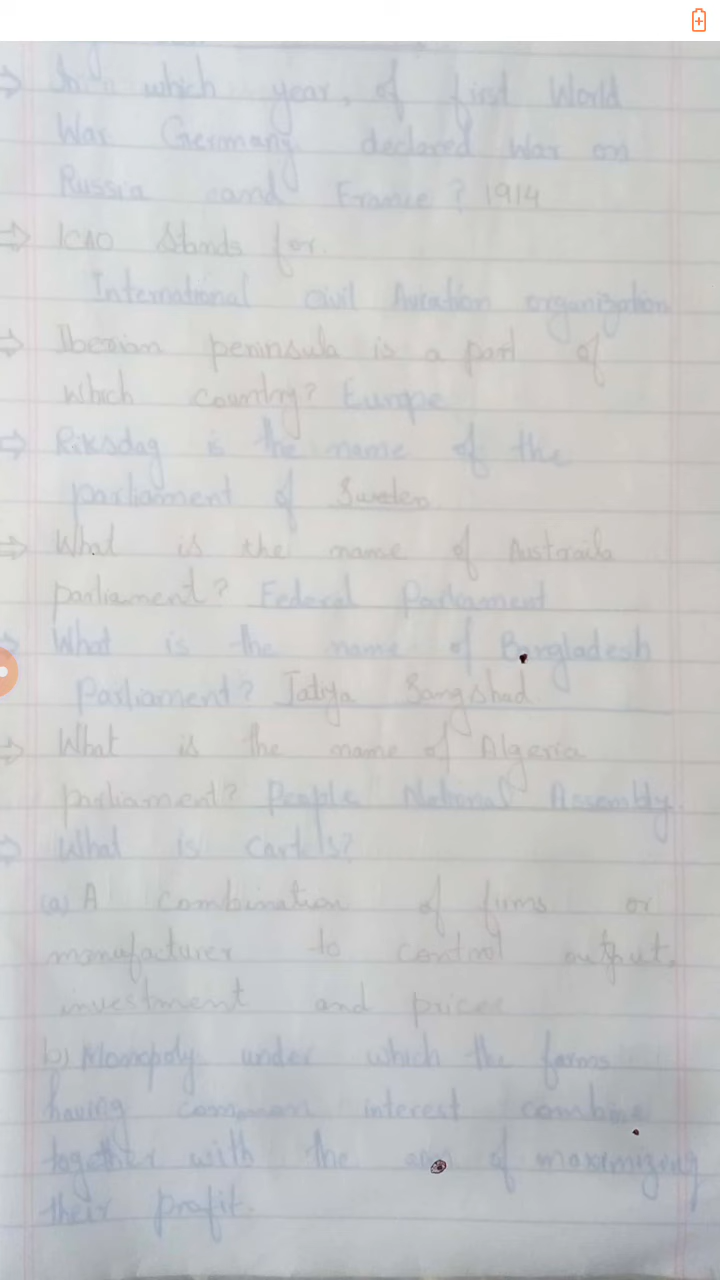 ⇒ In which year, of first World
War Germany declared war on
Russia and France? 1914
⇒ ICAO stands for.
International civil Aviation organization
⇒ Iberian peninsula is a part of
which country? Europe
⇒ Riksdag is the name of the
parliament of Sweden.
⇒ What is the name of Austraila
parliament? Federal Parliament
⇒ What is the name of Bangladesh
Parliament? Jatiya Sangshad.
⇒ What is the name of Algeria
parliament? People National Assembly.
⇒ What is Cartels?
(a) A combination of firms or
manufacturer to control output,
investment and prices
b) Monopoly under which the farms
having common interest combine
together with the of maximizing
their profit.